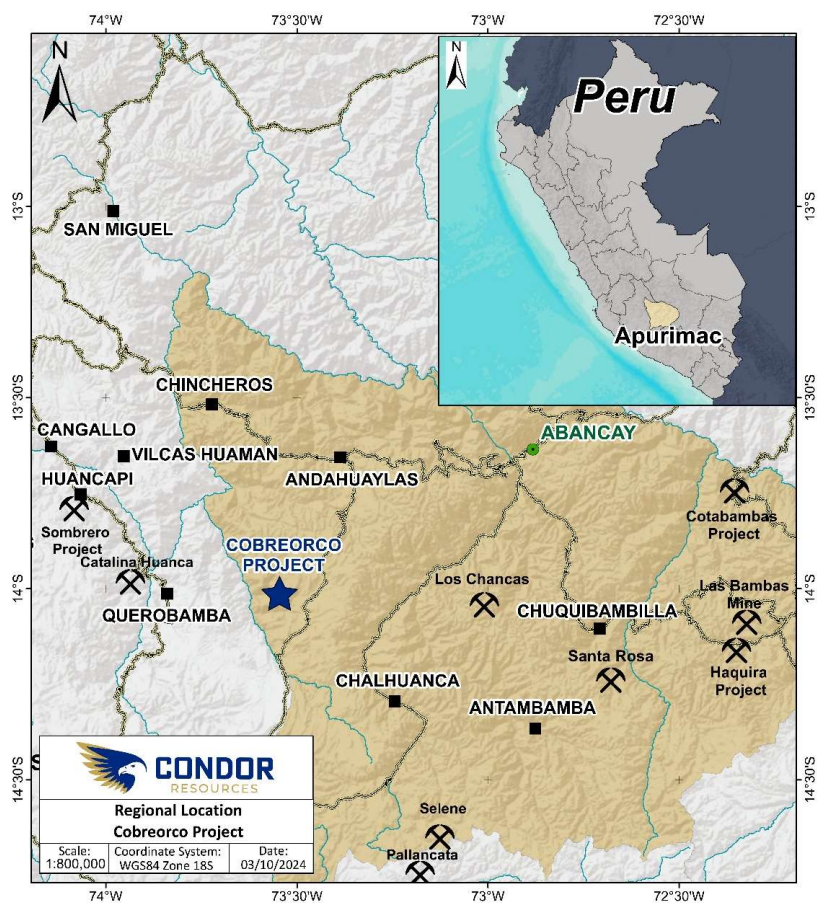 74°W
73°30'W
73°W
72°30'W
N
N
Peru
Apurimac
13°S
13°S
SAN MIGUEL
13°30'S
13°30'S
CHINCHEROS
CANGALLO
VILCAS HUAMAN
ABANCAY
HUANCAPI
ANDAHUAYLAS
Sombrero
Project
Cotabambas
Project
COBREORCO
PROJECT
Catalina Huanca
14°S
14°S
Los Chancas
Las Bambas
Mine
QUEROBAMBA
CHUQUIBAMBILLA
Santa Rosa
Haquira
Project
CHALHUANCA
ANTAMBAMBA
14°30'S
14°30'S
CONDOR
RESOURCES
Regional Location
Cobreorco Project
Scale:
1:800,000
Coordinate System:
WGS84 Zone 18S
Date:
03/10/2024
Selene
Pallancata
74°W
73°30'W
73°W
72°30'W